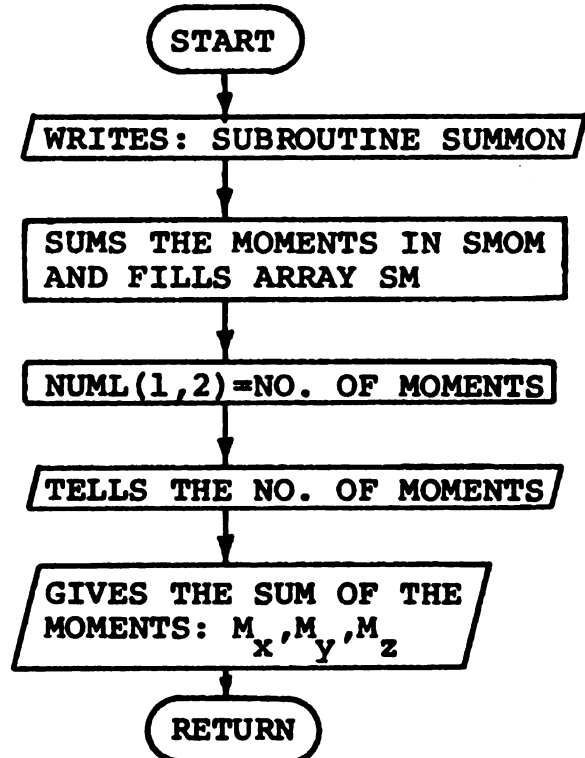 START
WRITES: SUBROUTINE SUMMON
SUMS THE MOMENTS IN SMOM
AND FILLS ARRAY SM
NUML(1,2)=NO. OF MOMENTS
TELLS THE NO. OF MOMENTS
GIVES THE SUM OF THE
MOMENTS: Mx,My,Mz
RETURN